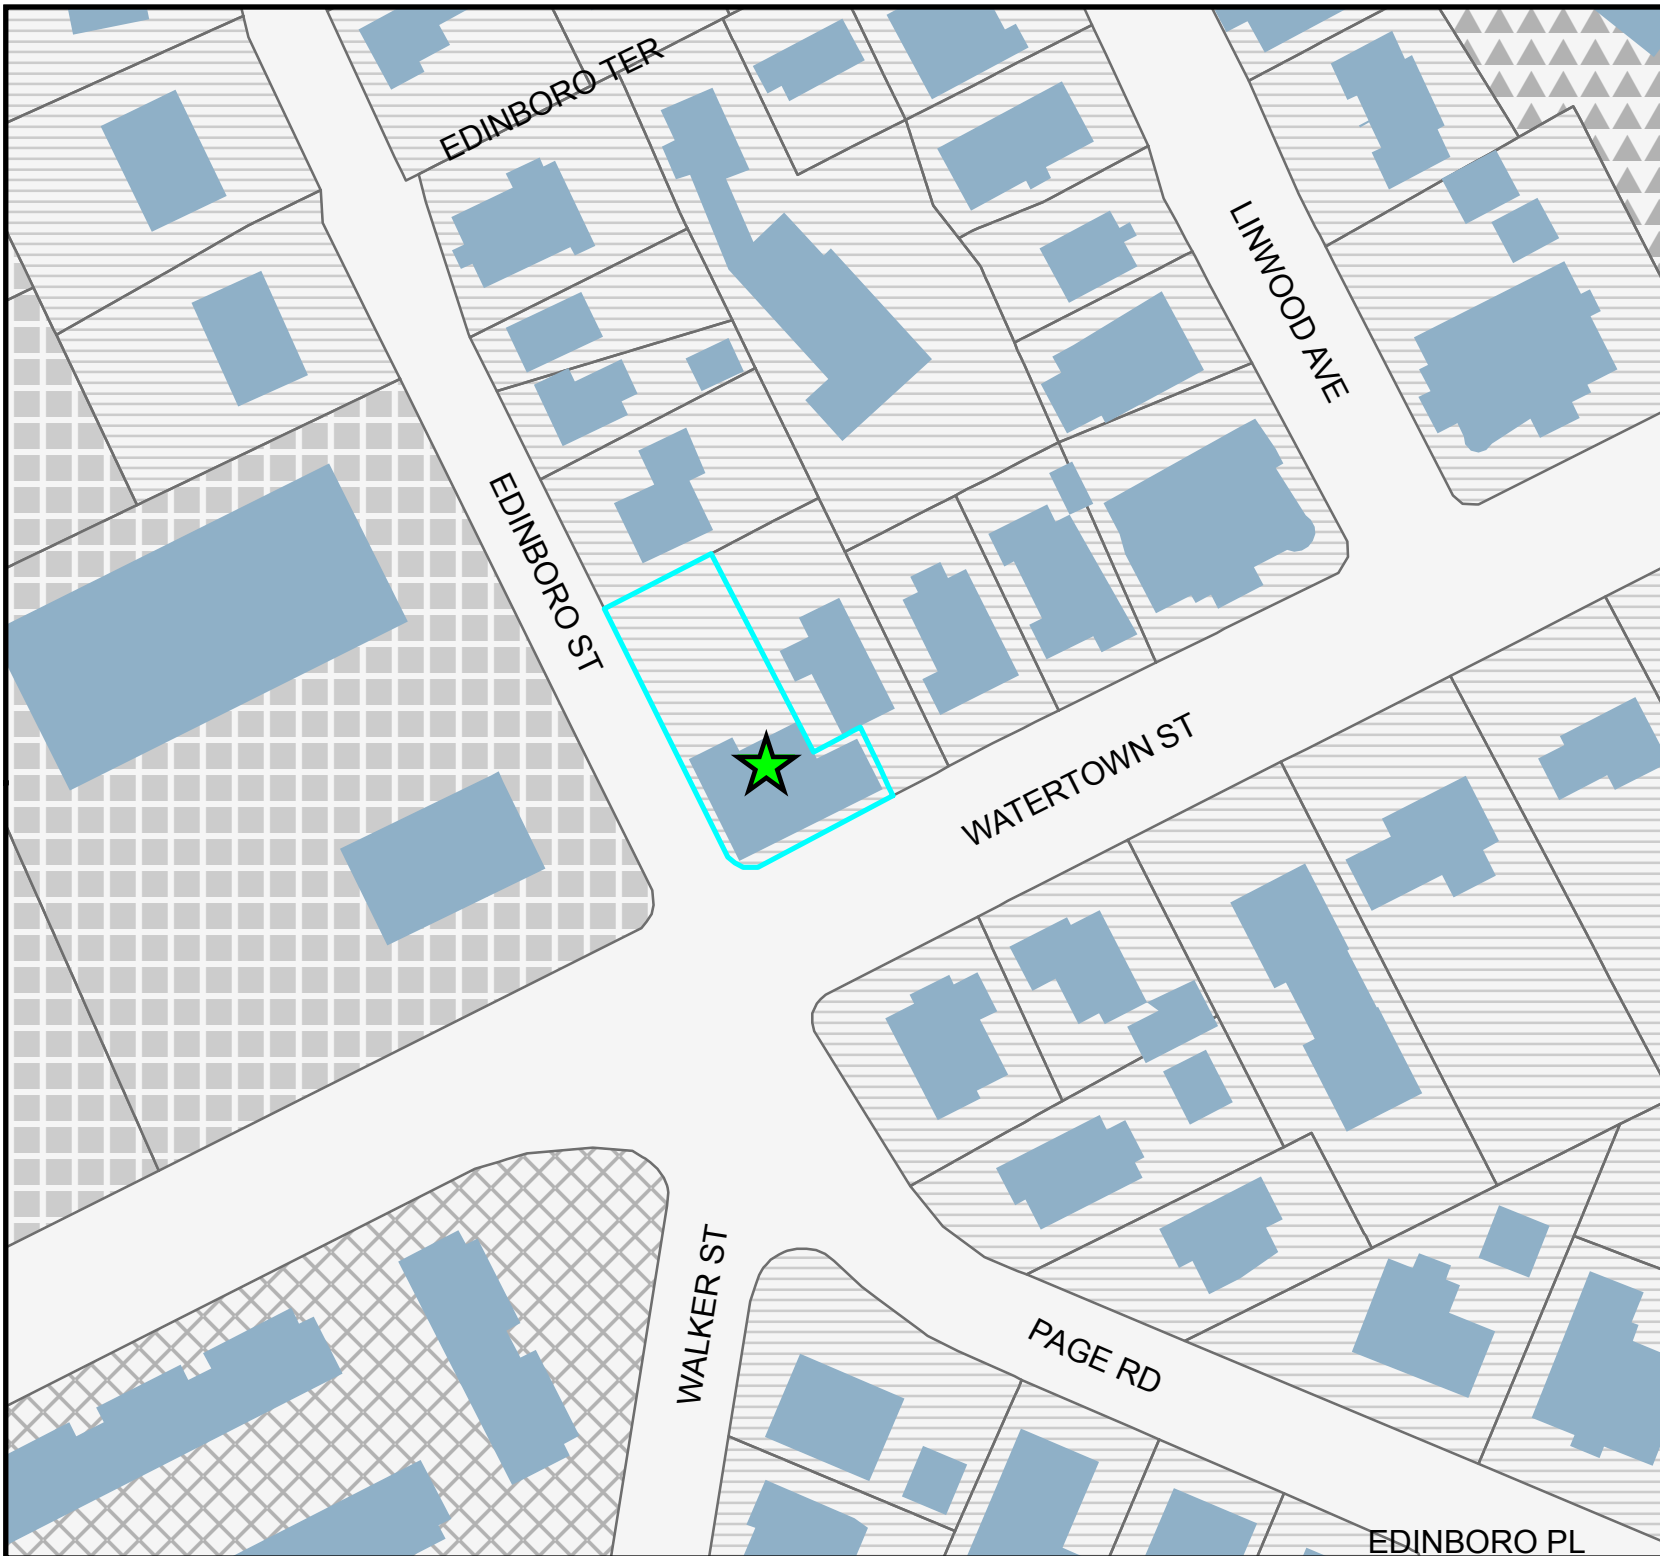 EDINBORO TER
LINWOOD AVE
EDINBORO ST
WATERTOWN ST
WALKER ST
PAGE RD
EDINBORO PL